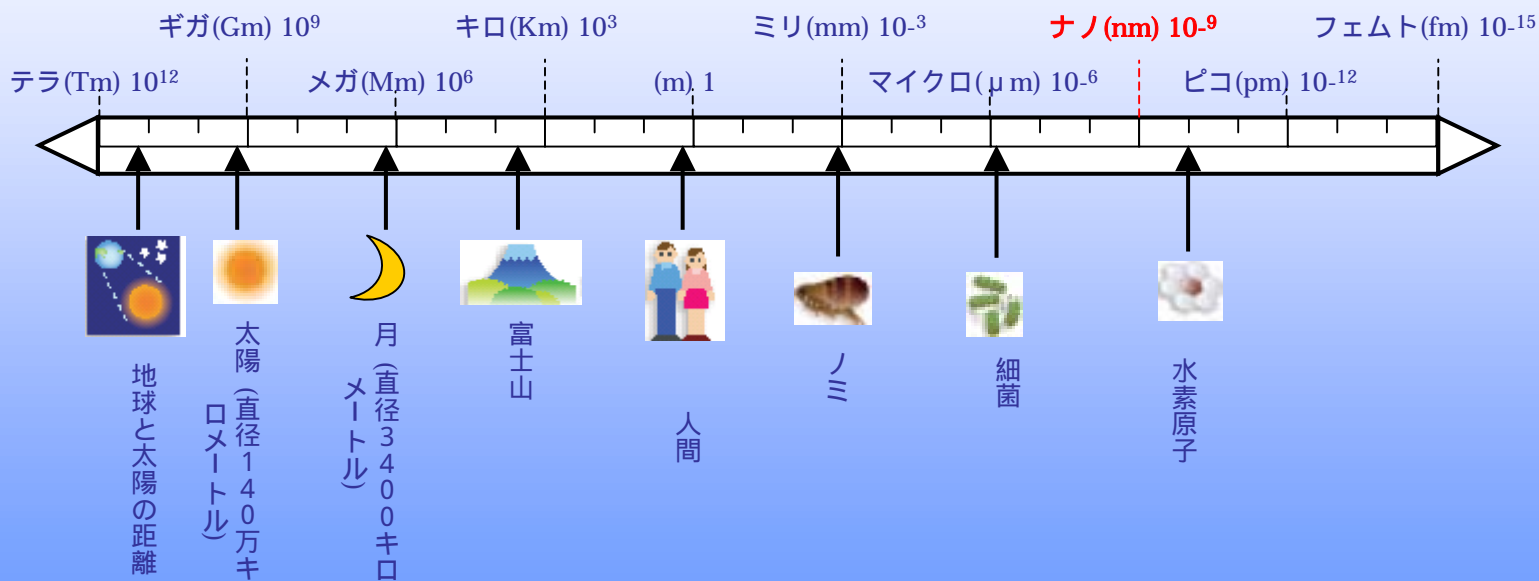 ギガ(Gm) 10⁹ キロ(Km) 10³ ミリ(mm) 10-³ ナノ(nm) 10-⁹ フェムト(fm) 10-¹⁵
テラ(Tm) 10¹² メガ(Mm) 10⁶ (m) 1 マイクロ(μm) 10-⁶ ピコ(pm) 10-¹²
地球と太陽の距離
太陽(直径140万キ
ロメートル)
月(直径3400キロ
メートル)
富士山
人間
ノミ
細菌
水素原子